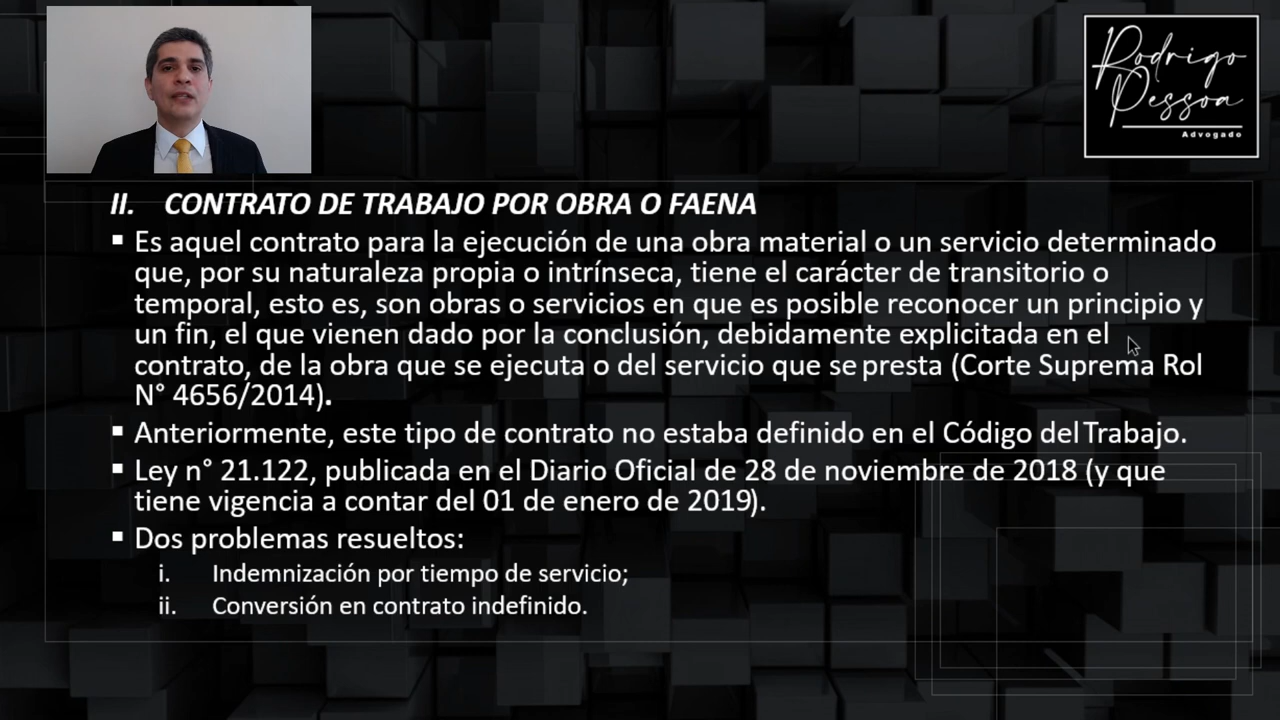 Rodrigo
Pessoa
Advogado
II. CONTRATO DE TRABAJO POR OBRA O FAENA
▪ Es aquel contrato para la ejecución de una obra material o un servicio determinado
que, por su naturaleza propia o intrínseca, tiene el carácter de transitorio o
temporal, esto es, son obras o servicios en que es posible reconocer un principio y
un fin, el que vienen dado por la conclusión, debidamente explicitada en el
contrato, de la obra que se ejecuta o del servicio que se presta (Corte Suprema Rol
N° 4656/2014).
▪ Anteriormente, este tipo de contrato no estaba definido en el Código del Trabajo.
▪ Ley n° 21.122, publicada en el Diario Oficial de 28 de noviembre de 2018 (y que
tiene vigencia a contar del 01 de enero de 2019).
▪ Dos problemas resueltos:
i. Indemnización por tiempo de servicio;
ii. Conversión en contrato indefinido.